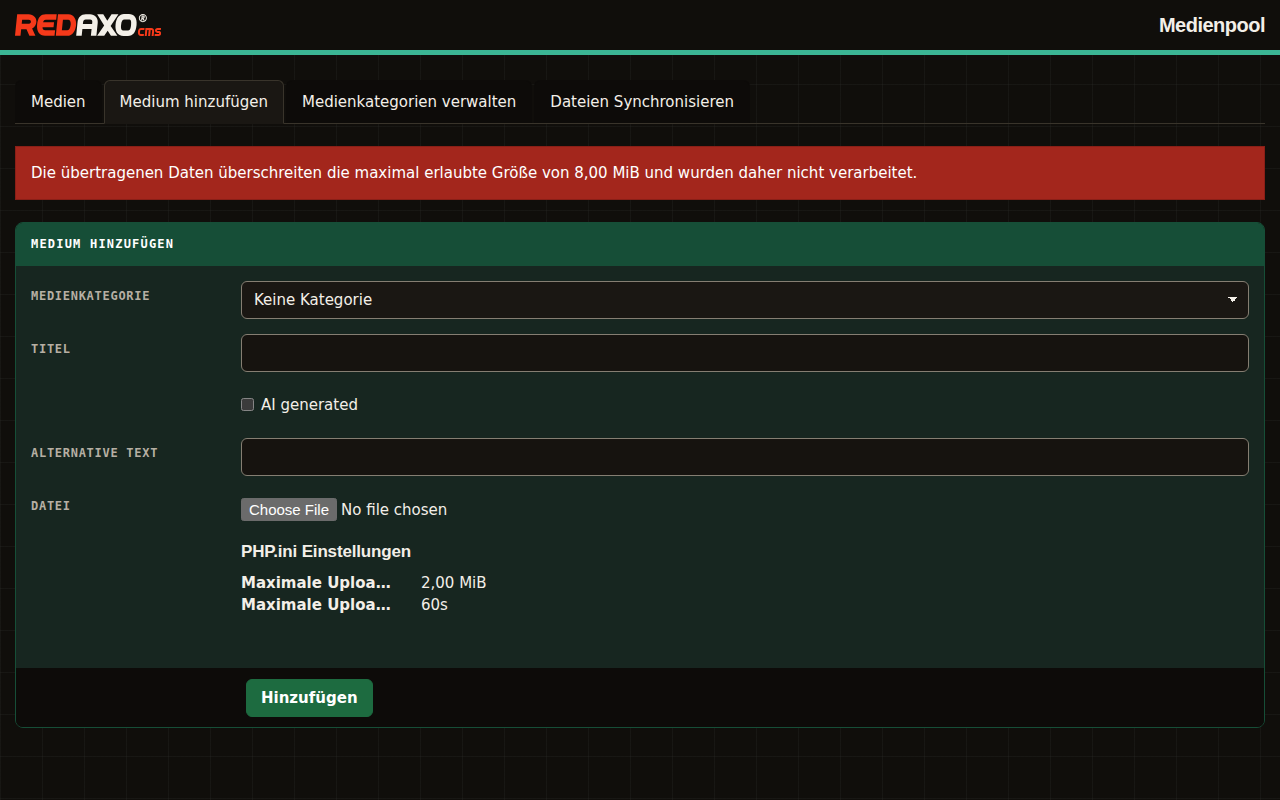 REDAXO® cms
Medienpool
Medien
Medium hinzufügen
Medienkategorien verwalten
Dateien Synchronisieren
Die übertragenen Daten überschreiten die maximal erlaubte Größe von 8,00 MiB und wurden daher nicht verarbeitet.
MEDIUM HINZUFÜGEN
MEDIENKATEGORIE
Keine Kategorie
TITEL
AI generated
ALTERNATIVE TEXT
DATEI
Choose File No file chosen
PHP.ini Einstellungen
Maximale Uploa… 2,00 MiB
Maximale Uploa… 60s
Hinzufügen